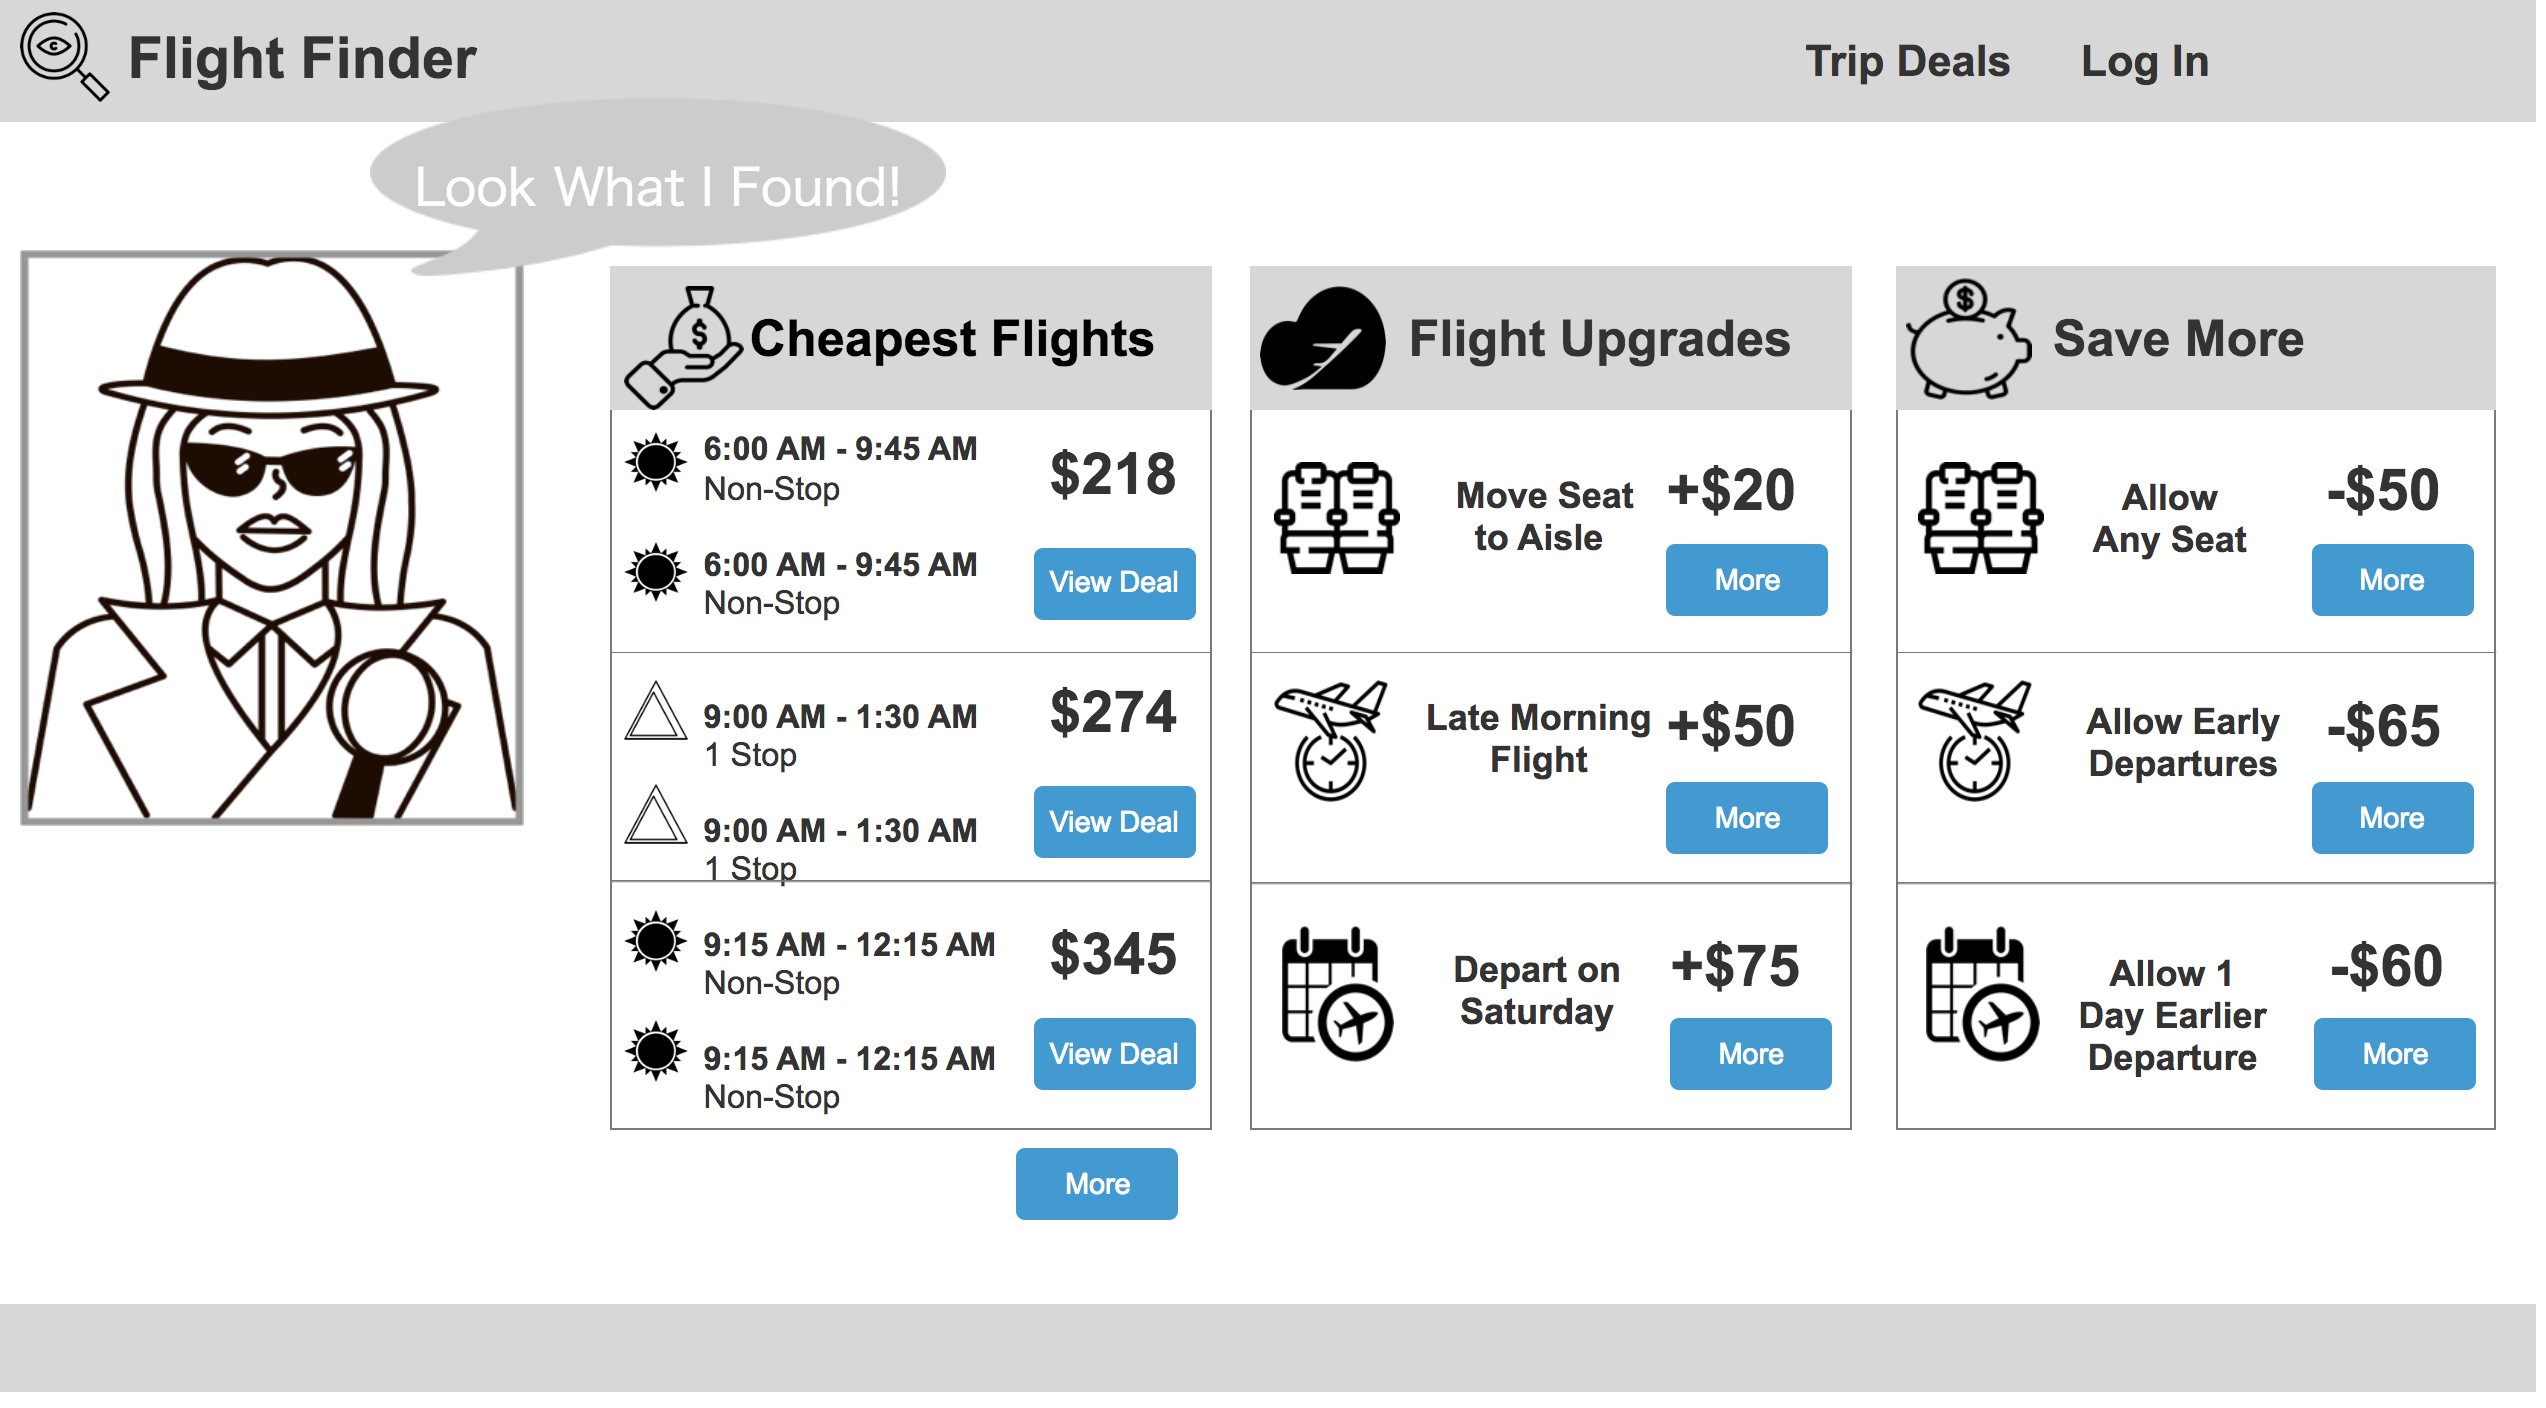 Flight Finder
Trip Deals
Log In
Look What I Found!
Cheapest Flights
6:00 AM - 9:45 AM
Non-Stop
$218
6:00 AM - 9:45 AM
Non-Stop
View Deal
9:00 AM - 1:30 AM
1 Stop
$274
9:00 AM - 1:30 AM
1 Stop
View Deal
9:15 AM - 12:15 AM
Non-Stop
$345
9:15 AM - 12:15 AM
Non-Stop
View Deal
More
Flight Upgrades
Move Seat
to Aisle
+$20
More
Late Morning
Flight
+$50
More
Depart on
Saturday
+$75
More
Save More
Allow
Any Seat
-$50
More
Allow Early
Departures
-$65
More
Allow 1
Day Earlier
Departure
-$60
More